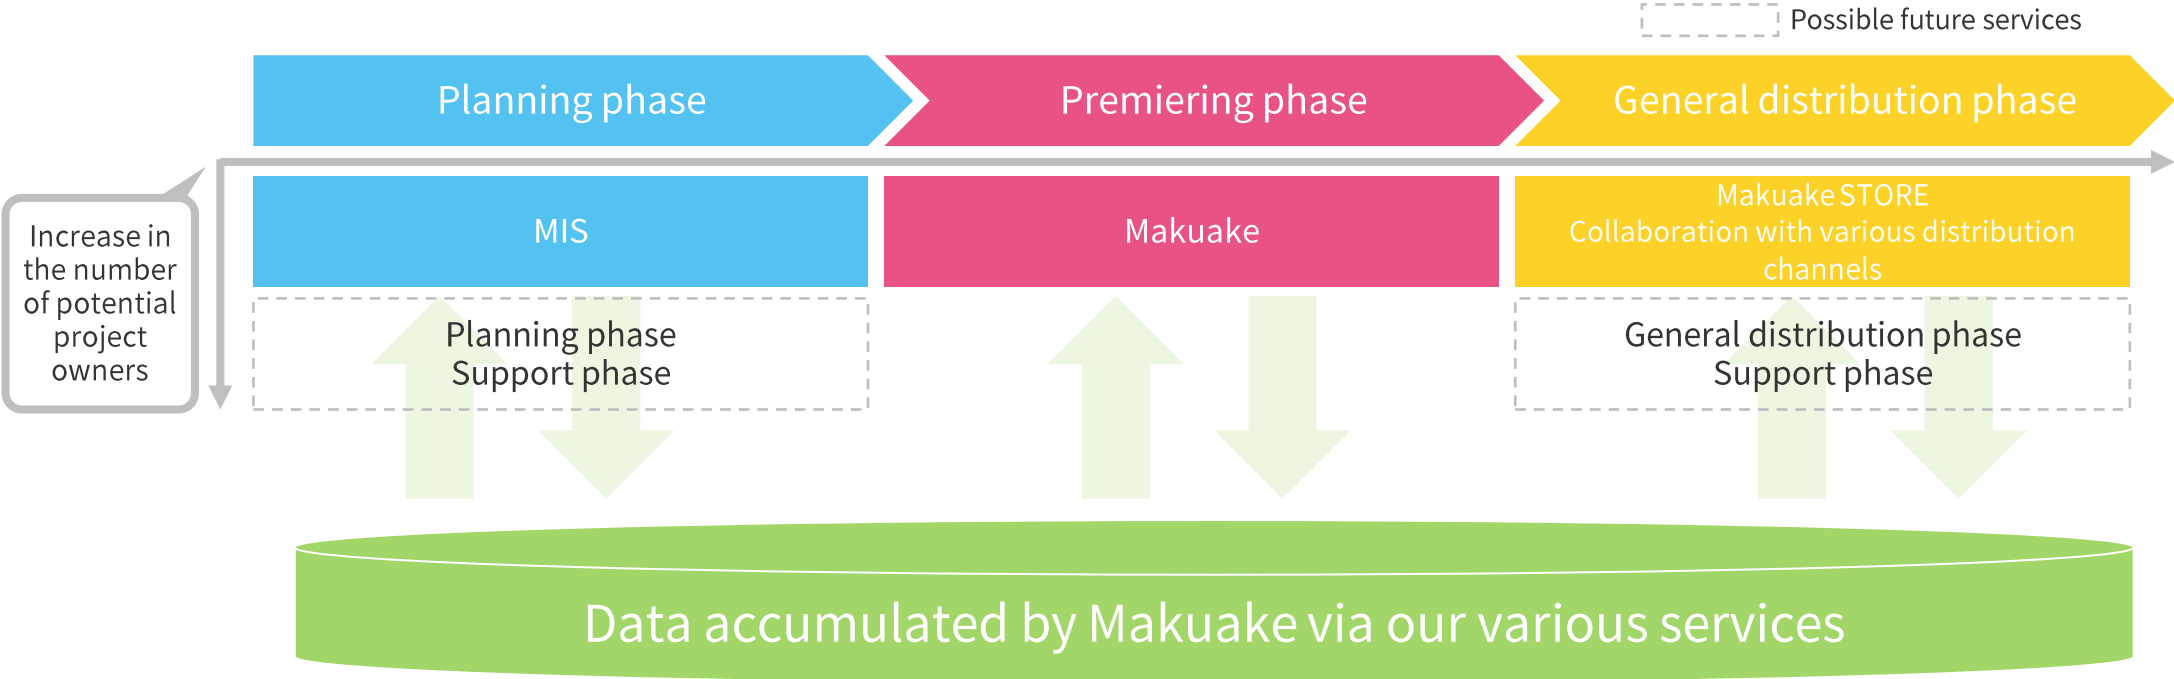 Possible future services
Planning phase
Premiering phase
General distribution phase
Increase in
the number
of potential
project
owners
MIS
Makuake
Makuake STORE
Collaboration with various distribution
channels
Planning phase
Support phase
General distribution phase
Support phase
Data accumulated by Makuake via our various services